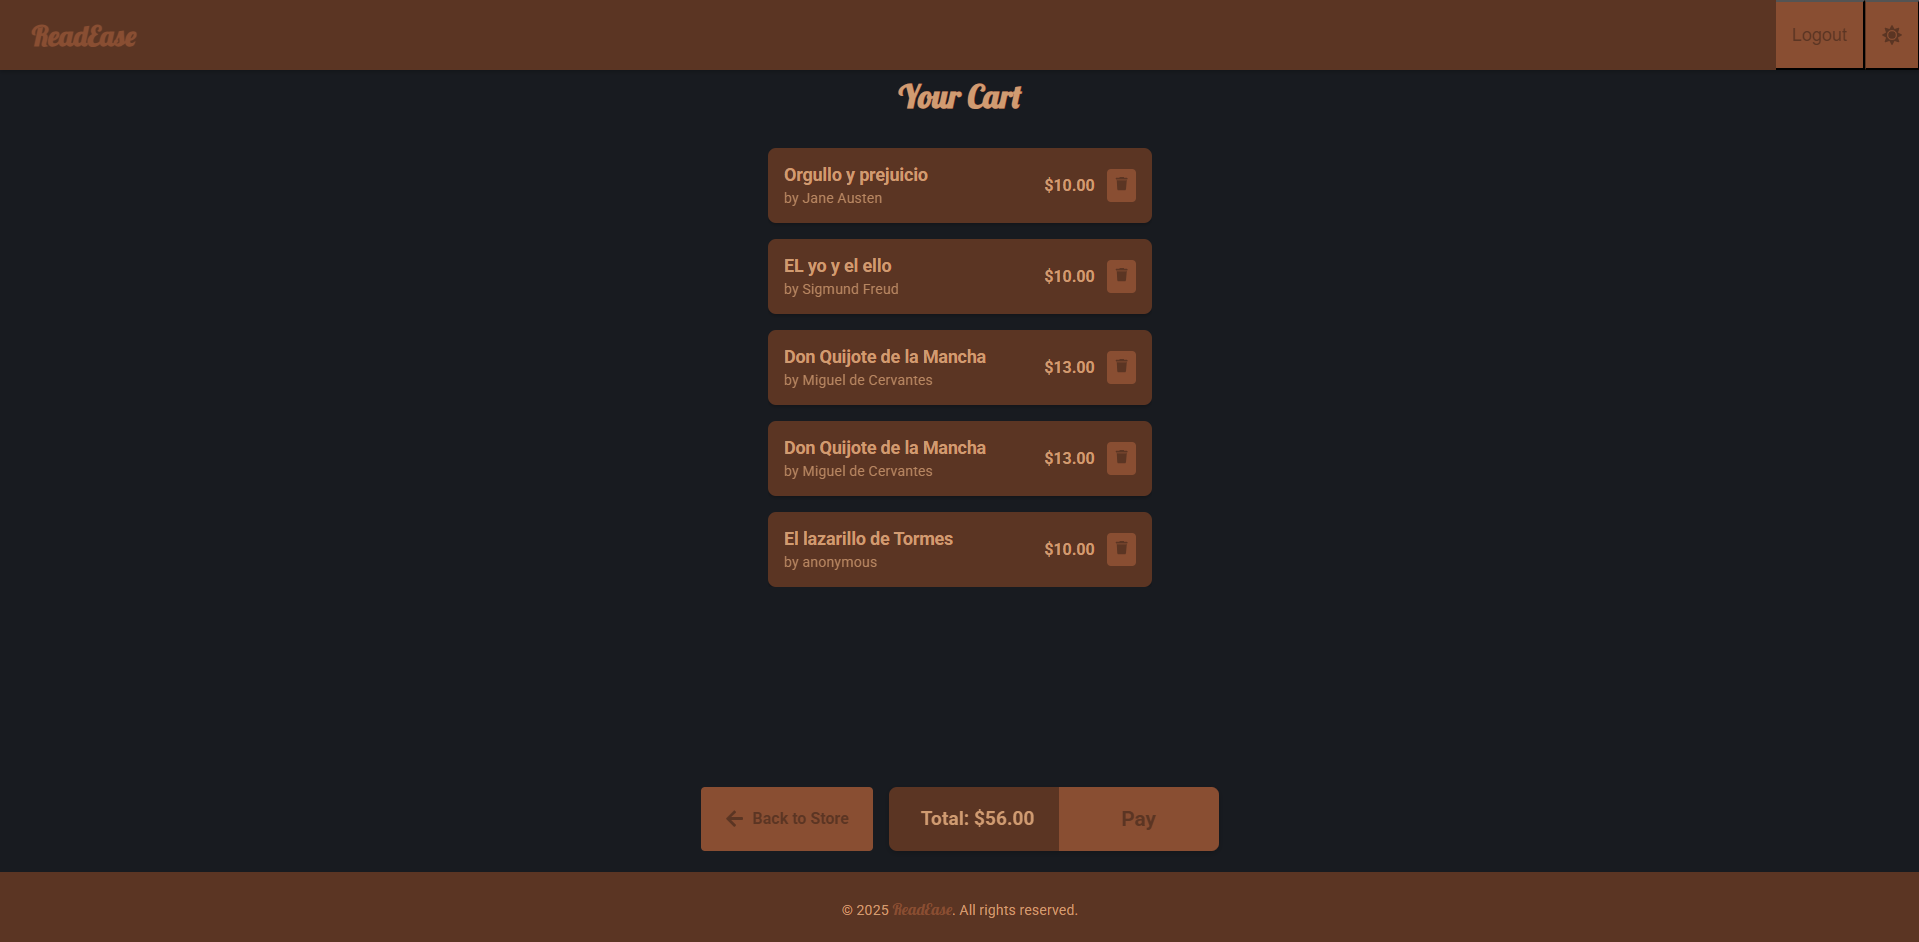 ReadEase
Logout
Your Cart
Orgullo y prejuicio
by Jane Austen
$10.00
EL yo y el ello
by Sigmund Freud
$10.00
Don Quijote de la Mancha
by Miguel de Cervantes
$13.00
Don Quijote de la Mancha
by Miguel de Cervantes
$13.00
El lazarillo de Tormes
by anonymous
$10.00
Back to Store
Total: $56.00
Pay
© 2025 ReadEase. All rights reserved.